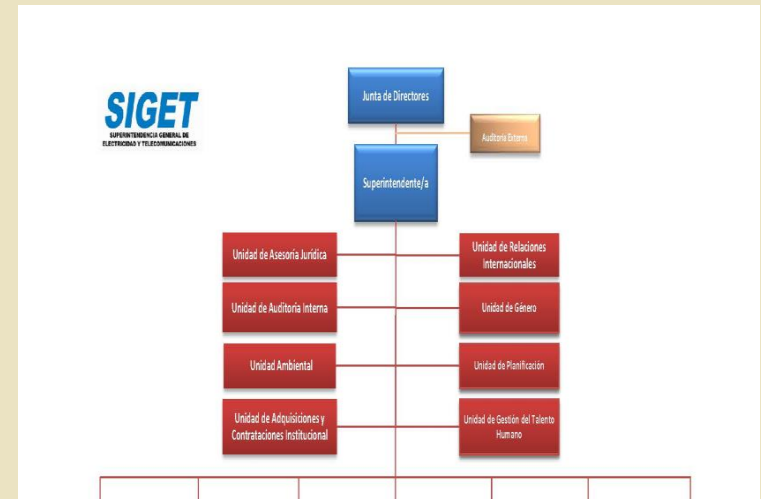 SIGET
SUPERINTENDENCIA GENERAL DE
ELECTRICIDAD Y TELECOMUNICACIONES
Junta de Directores
Auditoría Externa
Superintendente/a
Unidad de Asesoría Jurídica
Unidad de Relaciones
Internacionales
Unidad de Auditoría Interna
Unidad de Género
Unidad Ambiental
Unidad de Planificación
Unidad de Adquisiciones y
Contrataciones Institucional
Unidad de Gestión del Talento
Humano